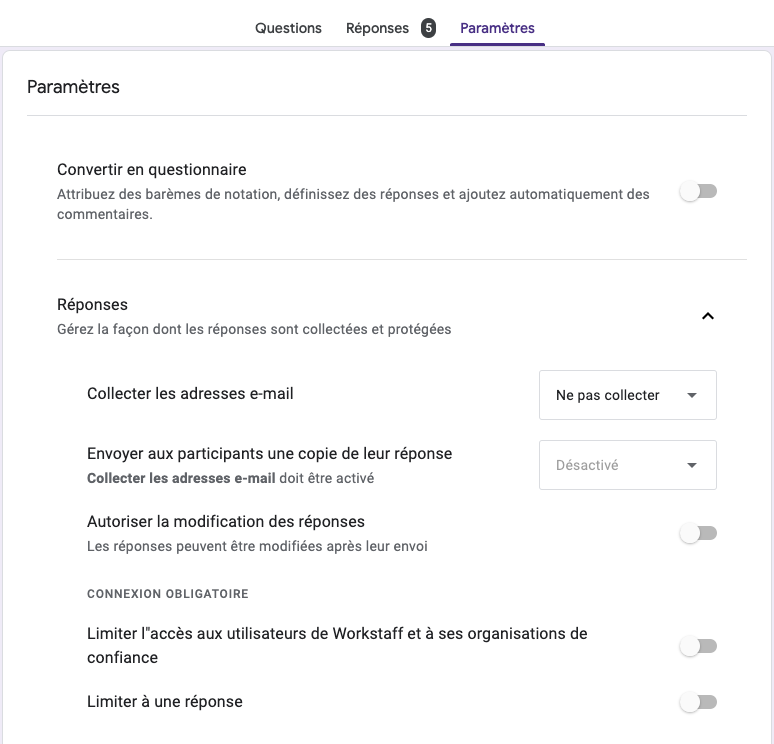 Questions Réponses 5 Paramètres
Paramètres
Convertir en questionnaire
Attribuez des barèmes de notation, définissez des réponses et ajoutez automatiquement des
commentaires.
Réponses
Gérez la façon dont les réponses sont collectées et protégées
Collecter les adresses e-mail
Ne pas collecter
Envoyer aux participants une copie de leur réponse
Collecter les adresses e-mail doit être activé
Désactivé
Autoriser la modification des réponses
Les réponses peuvent être modifiées après leur envoi
CONNEXION OBLIGATOIRE
Limiter l"accès aux utilisateurs de Workstaff et à ses organisations de
confiance
Limiter à une réponse